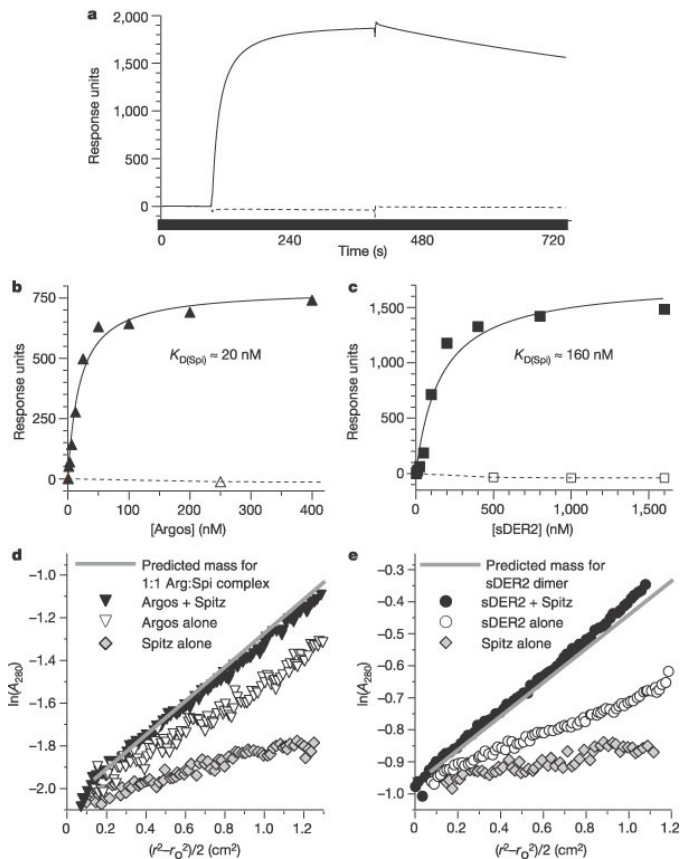 a
Response units
2,000
1,500
1,000
500
0
0
240
480
720
Time (s)
b
Response units
750
500
250
0
K_D(Spi) ≈ 20 nM
0
100
200
300
400
[Argos] (nM)
c
Response units
1,500
1,000
500
0
K_D(Spi) ≈ 160 nM
0
500
1,000
1,500
[sDER2] (nM)
d
ln(A280)
-1.0
-1.2
-1.4
-1.6
-1.8
-2.0
Predicted mass for
1:1 Arg:Spi complex
Argos + Spitz
Argos alone
Spitz alone
0
0.2
0.4
0.6
0.8
1.0
1.2
(r²–rO²)/2 (cm²)
e
ln(A280)
-0.3
-0.4
-0.5
-0.6
-0.7
-0.8
-0.9
-1.0
Predicted mass for
sDER2 dimer
sDER2 + Spitz
sDER2 alone
Spitz alone
0
0.2
0.4
0.6
0.8
1.0
1.2
(r²–rO²)/2 (cm²)